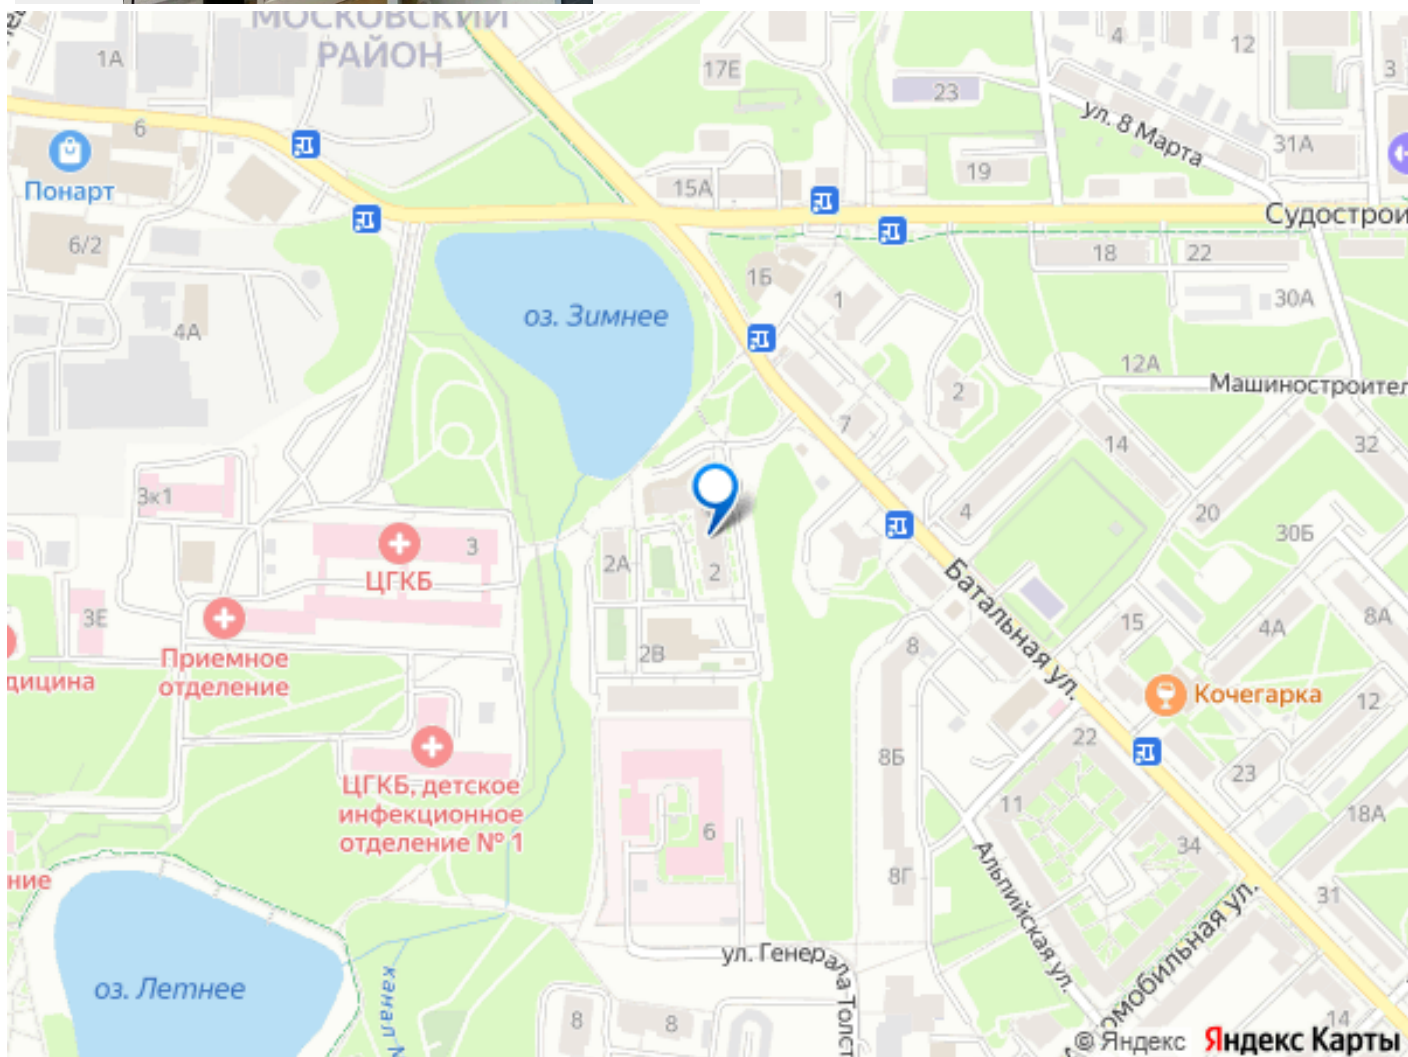 МОСКОВСКИЙ
РАЙОН
1А
17Е
4
12
3
23
ул. 8 Марта
6
31А
Понарт
15А
19
6/2
Судострои
18
22
1Б
1
30А
оз. Зимнее
4А
12А
Машиностроител
2
7
14
32
3к1
4
20
30Б
3
ЦГКБ
2А
2
Батальная ул.
3Е
15
4А
8А
Приемное
отделение
2В
8
дицина
Кочегарка
12
22
8Б
23
ЦГКБ, детское
инфекционное
отделение № 1
11
6
18А
34
Альпийская ул.
ние
8Г
31
омобильная ул.
ул. Генерала Толст
оз. Летнее
канал
8
8
14
© Яндекс
Яндекс Карты